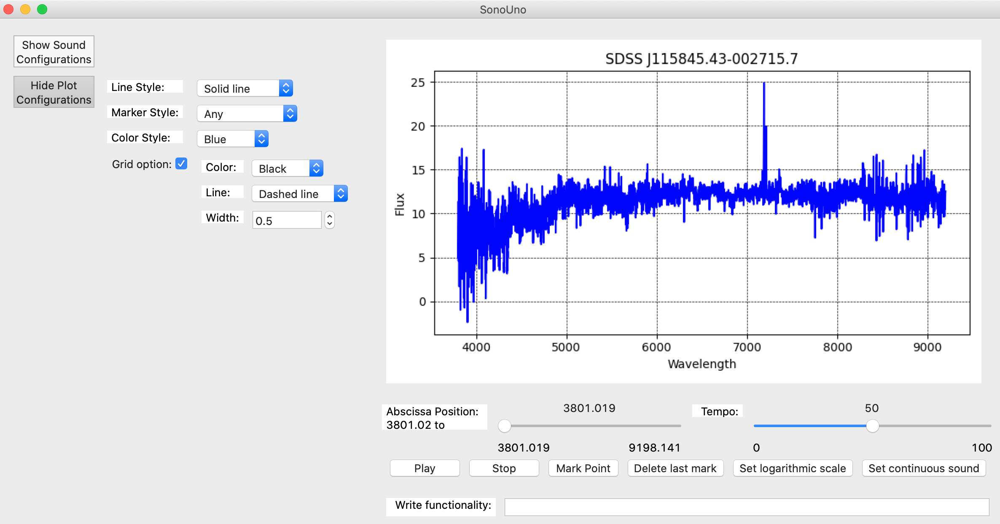 SonoUno
Show Sound
Configurations
Hide Plot
Configurations
Line Style:
Solid line
Marker Style:
Any
Color Style:
Blue
Grid option:
Color:
Black
Line:
Dashed line
Width:
0.5
SDSS J115845.43-002715.7
25
20
15
10
5
0
Flux
4000 5000 6000 7000 8000 9000
Wavelength
Abscissa Position:
3801.02 to
3801.019
3801.019 9198.141
Tempo:
50
0 100
Play
Stop
Mark Point
Delete last mark
Set logarithmic scale
Set continuous sound
Write functionality: